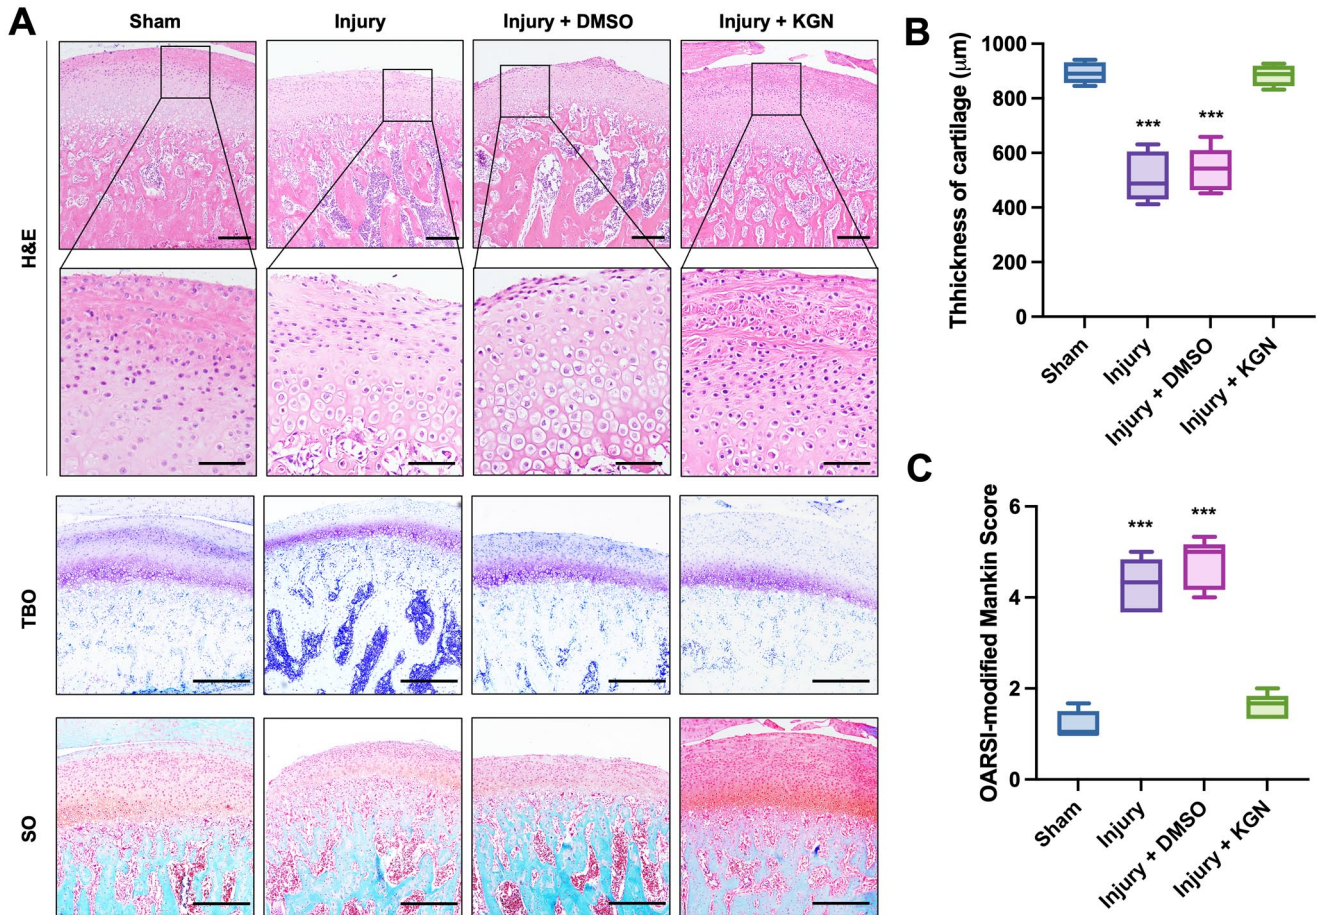 A
Sham
Injury
Injury + DMSO
Injury + KGN
H&E
TBO
SO
B
Thhickness of cartilage (μm)
1000
800
600
400
200
0
***
***
Sham
Injury
Injury + DMSO
Injury + KGN
C
OARSI-modified Mankin Score
6
4
2
0
***
***
Sham
Injury
Injury + DMSO
Injury + KGN